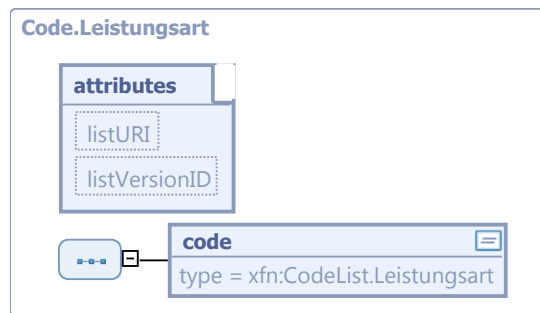 Code.Leistungsart
attributes
listURI
listVersionID
code
type = xfn:CodeList.Leistungsart